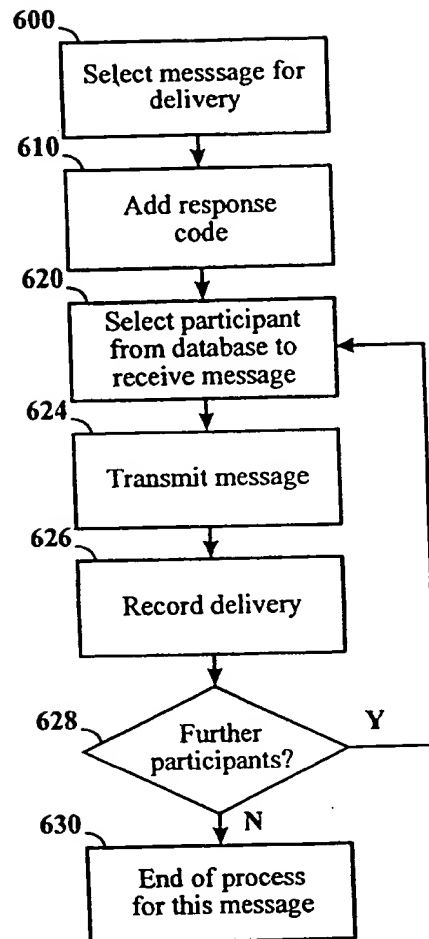 600
Select messsage for
delivery
610
Add response
code
620
Select participant
from database to
receive message
624
Transmit message
626
Record delivery
628
Further
participants?
Y
N
630
End of process
for this message